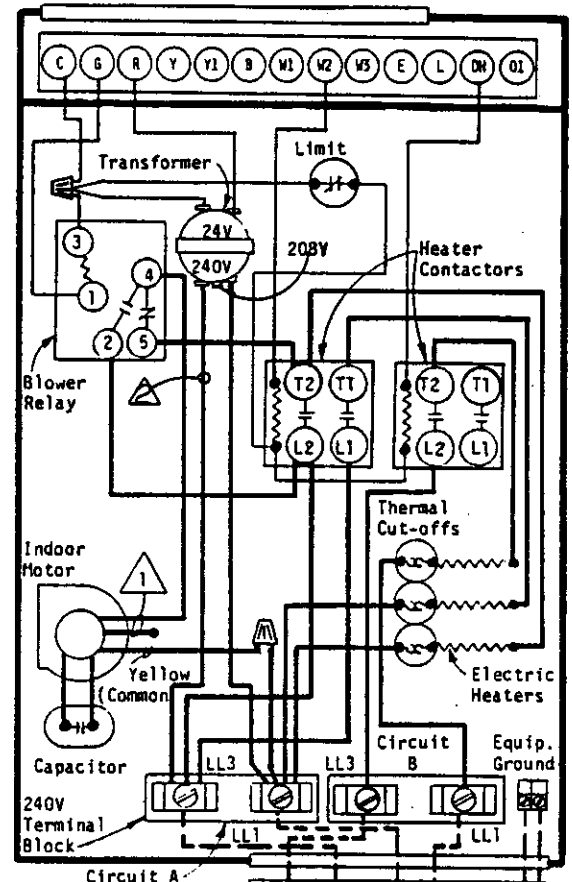 C G R Y Y1 B W1 W2 W3 E L DH O1
Transformer
Limit
24V
240V
208V
Heater
Contactors
3
4
1
2 5
Blower
Relay
T2 T1
L2 L1
T2 T1
L2 L1
Thermal
Cut-offs
Indoor
Motor
1
Yellow
(Common
Electric
Heaters
Capacitor
Circuit
B
Equip.
Ground
LL3
LL3
240V
Terminal
Block
LL1
LL1
Circuit A